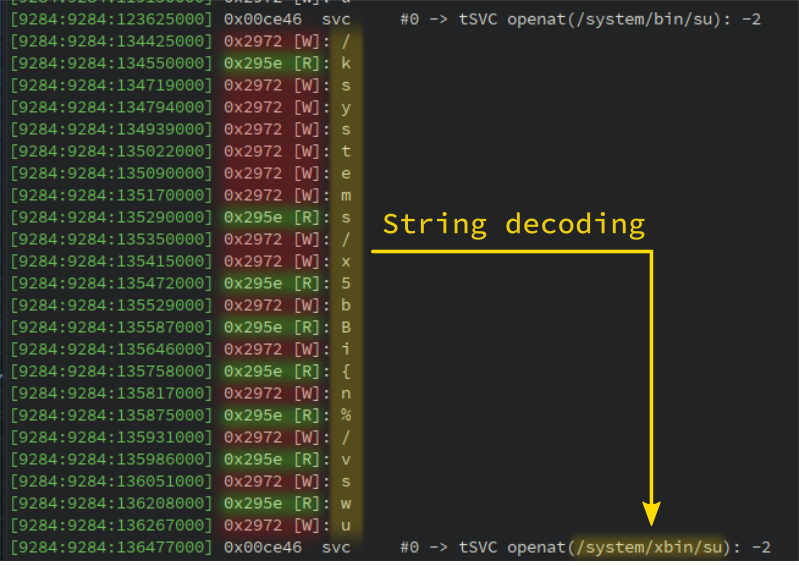 [9284:9284:123625000] 0x00ce46 svc #0 -> tSVC openat(/system/bin/su): -2
[9284:9284:134425000] 0x2972 [W]: /
[9284:9284:134550000] 0x295e [R]: k
[9284:9284:134719000] 0x2972 [W]: s
[9284:9284:134794000] 0x2972 [W]: y
[9284:9284:134939000] 0x2972 [W]: s
[9284:9284:135022000] 0x2972 [W]: t
[9284:9284:135090000] 0x2972 [W]: e
[9284:9284:135170000] 0x2972 [W]: m
[9284:9284:135290000] 0x295e [R]: s
[9284:9284:135350000] 0x2972 [W]: /
[9284:9284:135415000] 0x2972 [W]: x
[9284:9284:135472000] 0x295e [R]: 5
[9284:9284:135529000] 0x2972 [W]: b
[9284:9284:135587000] 0x295e [R]: B
[9284:9284:135646000] 0x2972 [W]: i
[9284:9284:135758000] 0x295e [R]: {
[9284:9284:135817000] 0x2972 [W]: n
[9284:9284:135875000] 0x295e [R]: %
[9284:9284:135931000] 0x2972 [W]: /
[9284:9284:135986000] 0x295e [R]: v
[9284:9284:136051000] 0x2972 [W]: s
[9284:9284:136208000] 0x295e [R]: w
[9284:9284:136267000] 0x2972 [W]: u
[9284:9284:136477000] 0x00ce46 svc #0 -> tSVC openat(/system/xbin/su): -2
String decoding